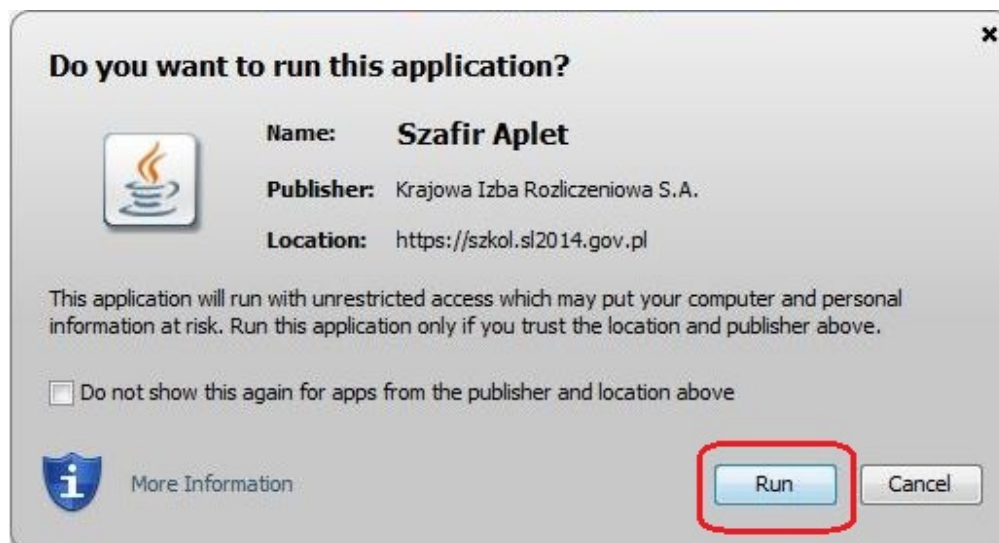 Do you want to run this application?
Name: Szafir Aplet
Publisher: Krajowa Izba Rozliczeniowa S.A.
Location: https://szkol.sl2014.gov.pl
This application will run with unrestricted access which may put your computer and personal
information at risk. Run this application only if you trust the location and publisher above.
Do not show this again for apps from the publisher and location above
More Information
Run
Cancel